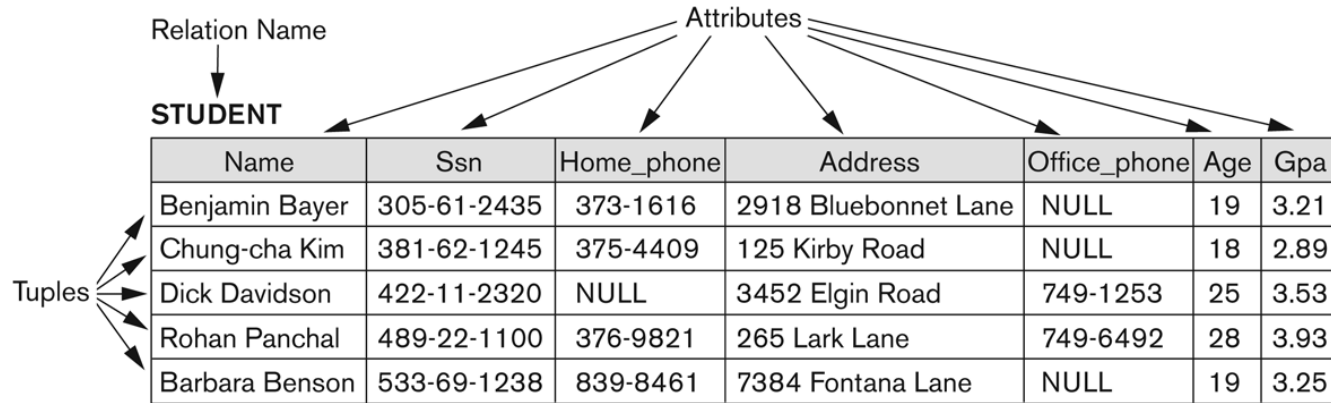 Relation Name
Attributes
STUDENT
Name Ssn Home_phone Address Office_phone Age Gpa
Benjamin Bayer 305-61-2435 373-1616 2918 Bluebonnet Lane NULL 19 3.21
Chung-cha Kim 381-62-1245 375-4409 125 Kirby Road NULL 18 2.89
Tuples
Dick Davidson 422-11-2320 NULL 3452 Elgin Road 749-1253 25 3.53
Rohan Panchal 489-22-1100 376-9821 265 Lark Lane 749-6492 28 3.93
Barbara Benson 533-69-1238 839-8461 7384 Fontana Lane NULL 19 3.25